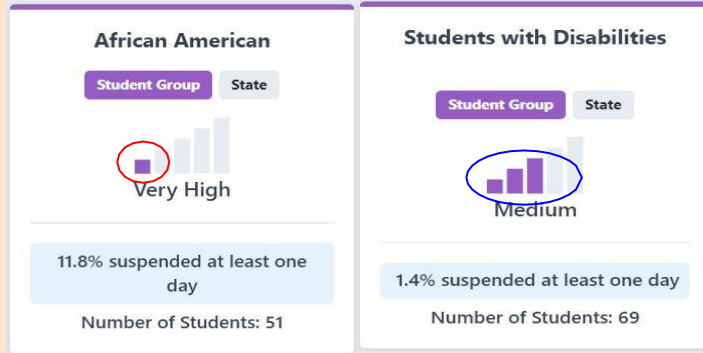 African American
Student Group State
Very High
11.8% suspended at least one
day
Number of Students: 51
Students with Disabilities
Student Group State
Medium
1.4% suspended at least one day
Number of Students: 69